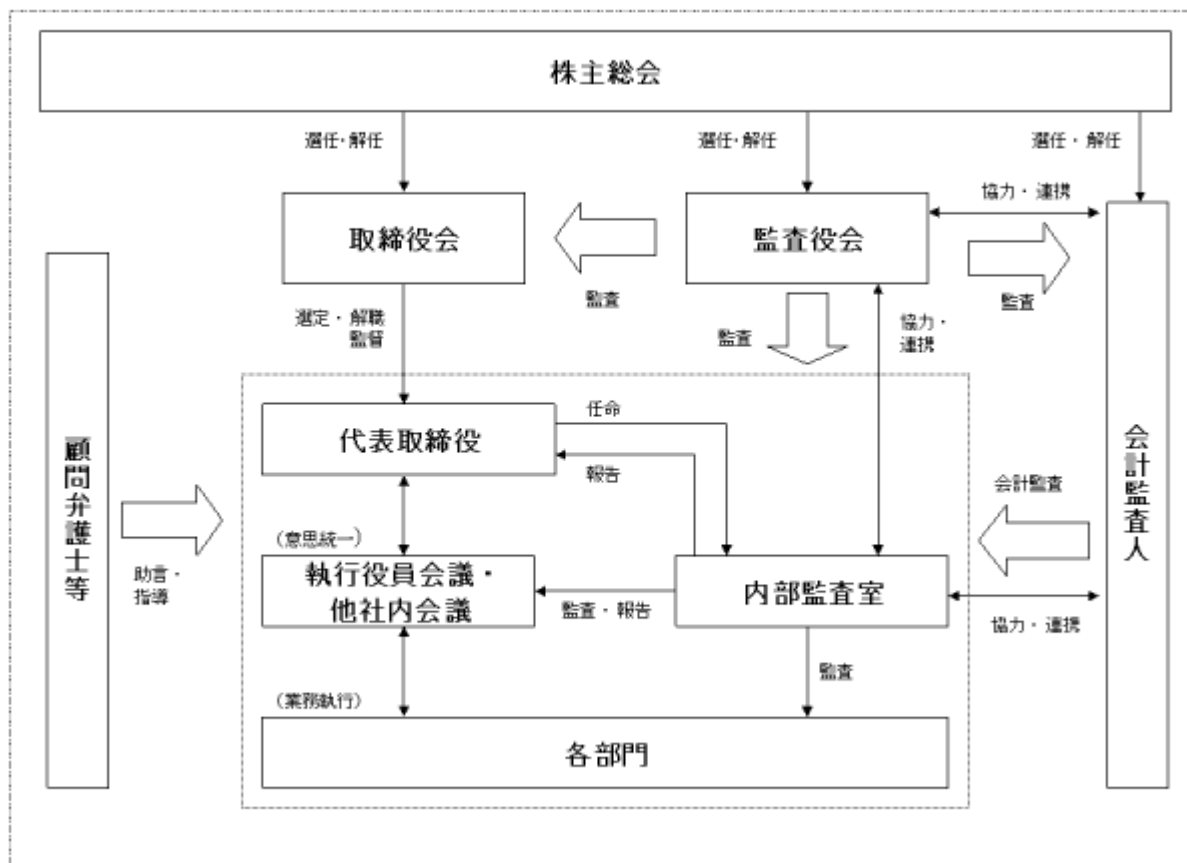 株主総会
選任・解任
選任・解任
選任・解任
協力・連携
取締役会
監査役会
監査
監査
選定・解職
監督
監査
協力・
連携
代表取締役
任命
報告
顧問弁護士等
会計監査人
会計監査
助言・
指導
(意思統一)
執行役員会議・
他社内会議
監査・報告
内部監査室
協力・連携
監査
(業務執行)
各部門